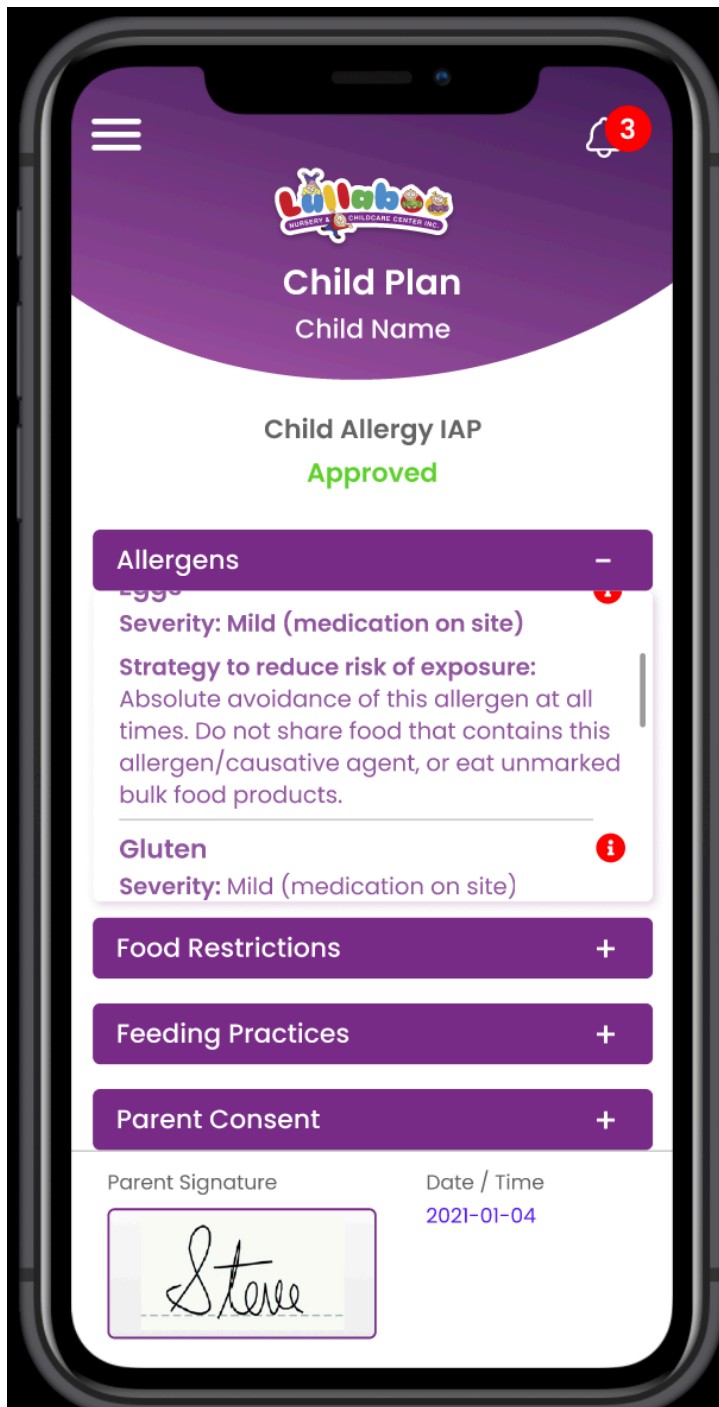 3
Lullaboo
NURSERY & CHILDCARE CENTER INC.
Child Plan
Child Name
Child Allergy IAP
Approved
Allergens −
Eggs
Severity: Mild (medication on site)
Strategy to reduce risk of exposure:
Absolute avoidance of this allergen at all
times. Do not share food that contains this
allergen/causative agent, or eat unmarked
bulk food products.
Gluten
Severity: Mild (medication on site)
Food Restrictions +
Feeding Practices +
Parent Consent +
Parent Signature
Date / Time
2021-01-04
Steve